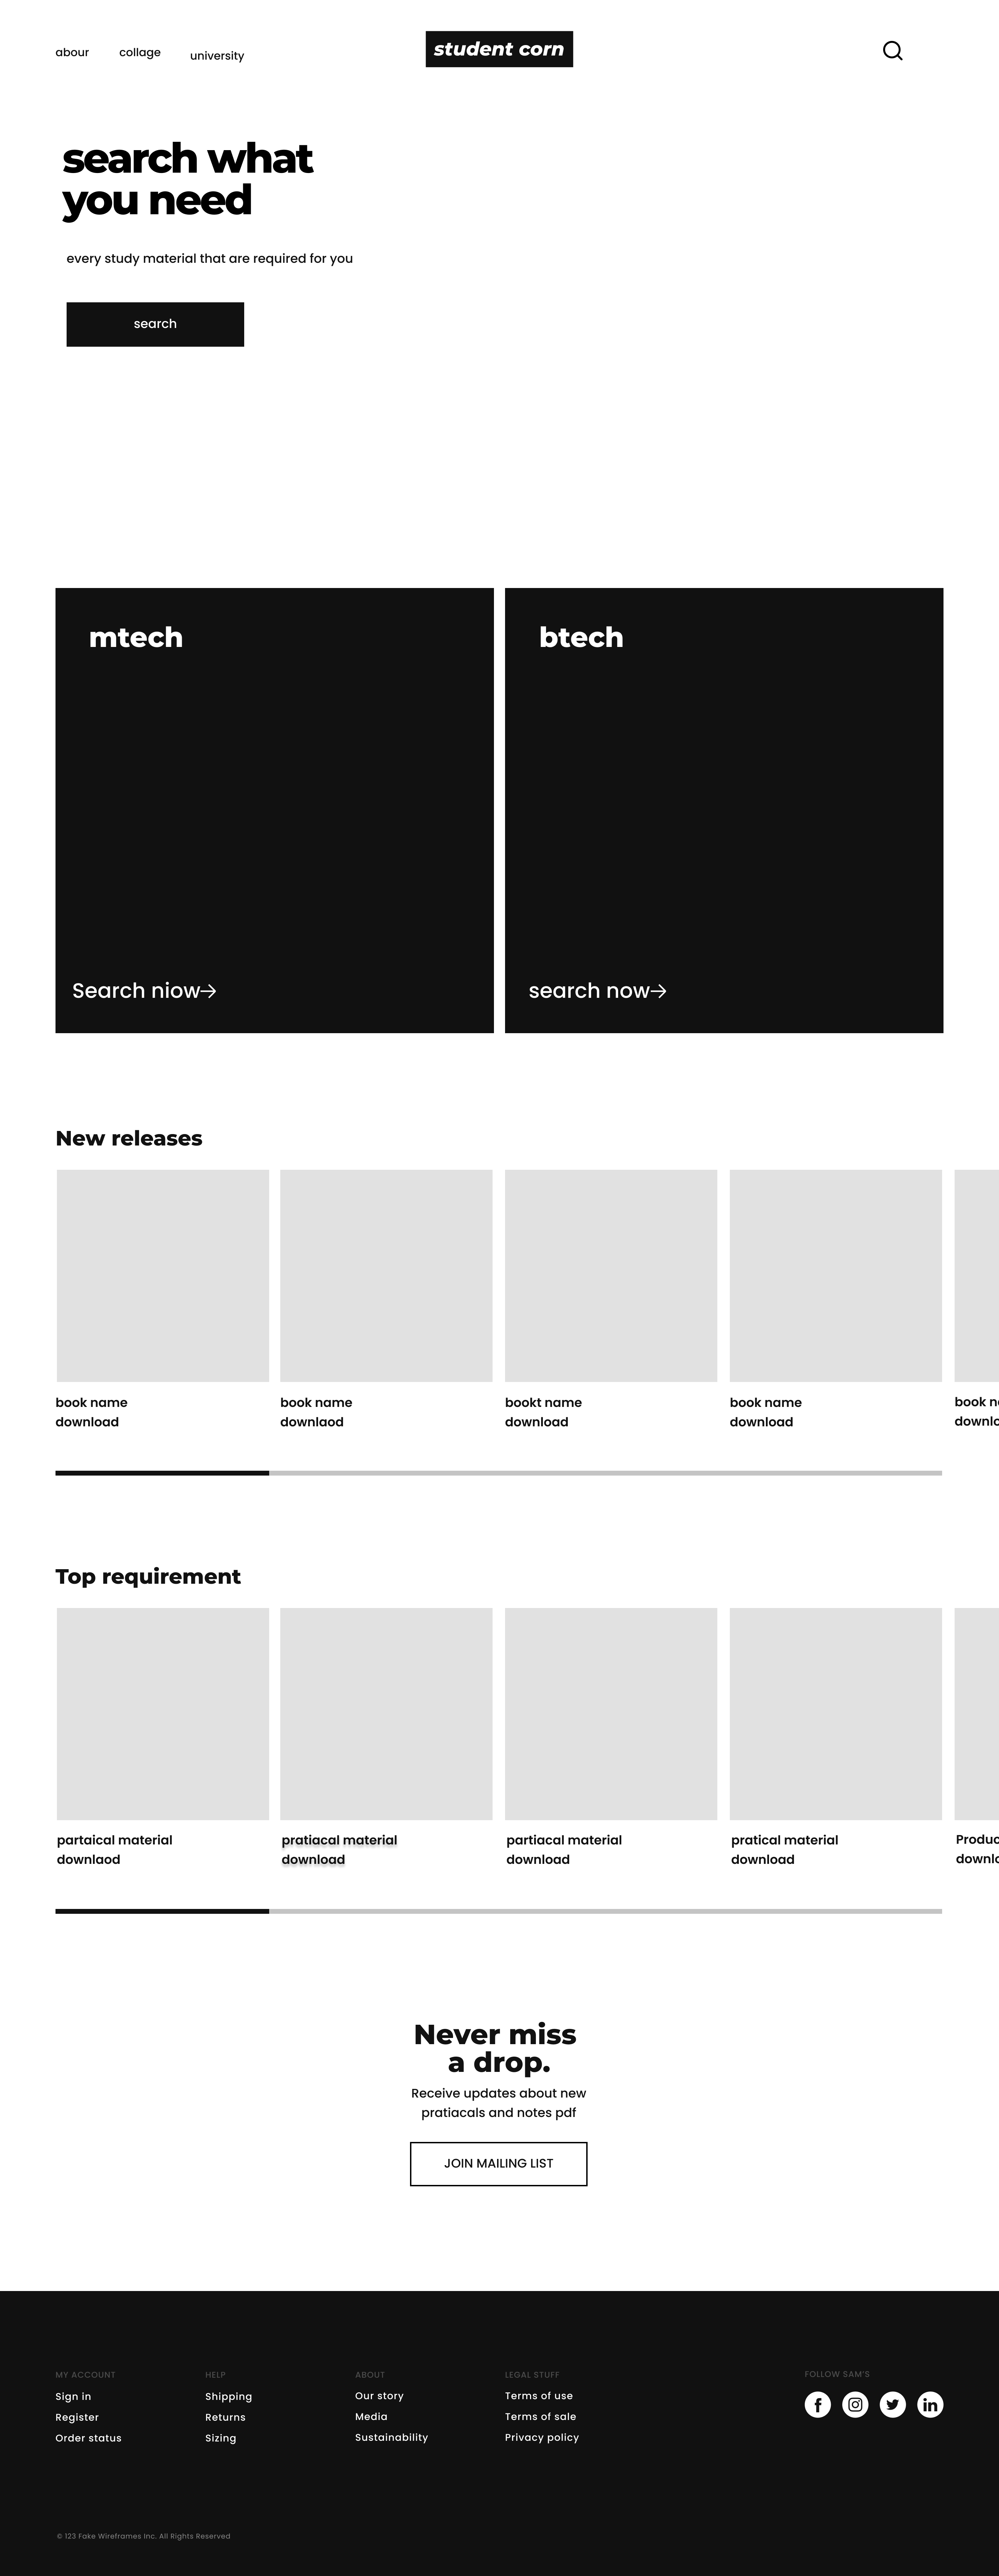 abour collage university student corn
search what
you need
every study material that are required for you
search
mtech btech
Search niow→ search now→
New releases
book name book name bookt name book name book n
download downlaod download download downlo
Top requirement
partaical material pratiacal material partiacal material pratical material Produc
downlaod download download download downlo
Never miss
a drop.
Receive updates about new
pratiacals and notes pdf
JOIN MAILING LIST
MY ACCOUNT HELP ABOUT LEGAL STUFF FOLLOW SAM'S
Sign in Shipping Our story Terms of use
Register Returns Media Terms of sale
Order status Sizing Sustainability Privacy policy
© 123 Fake Wireframes Inc. All Rights Reserved